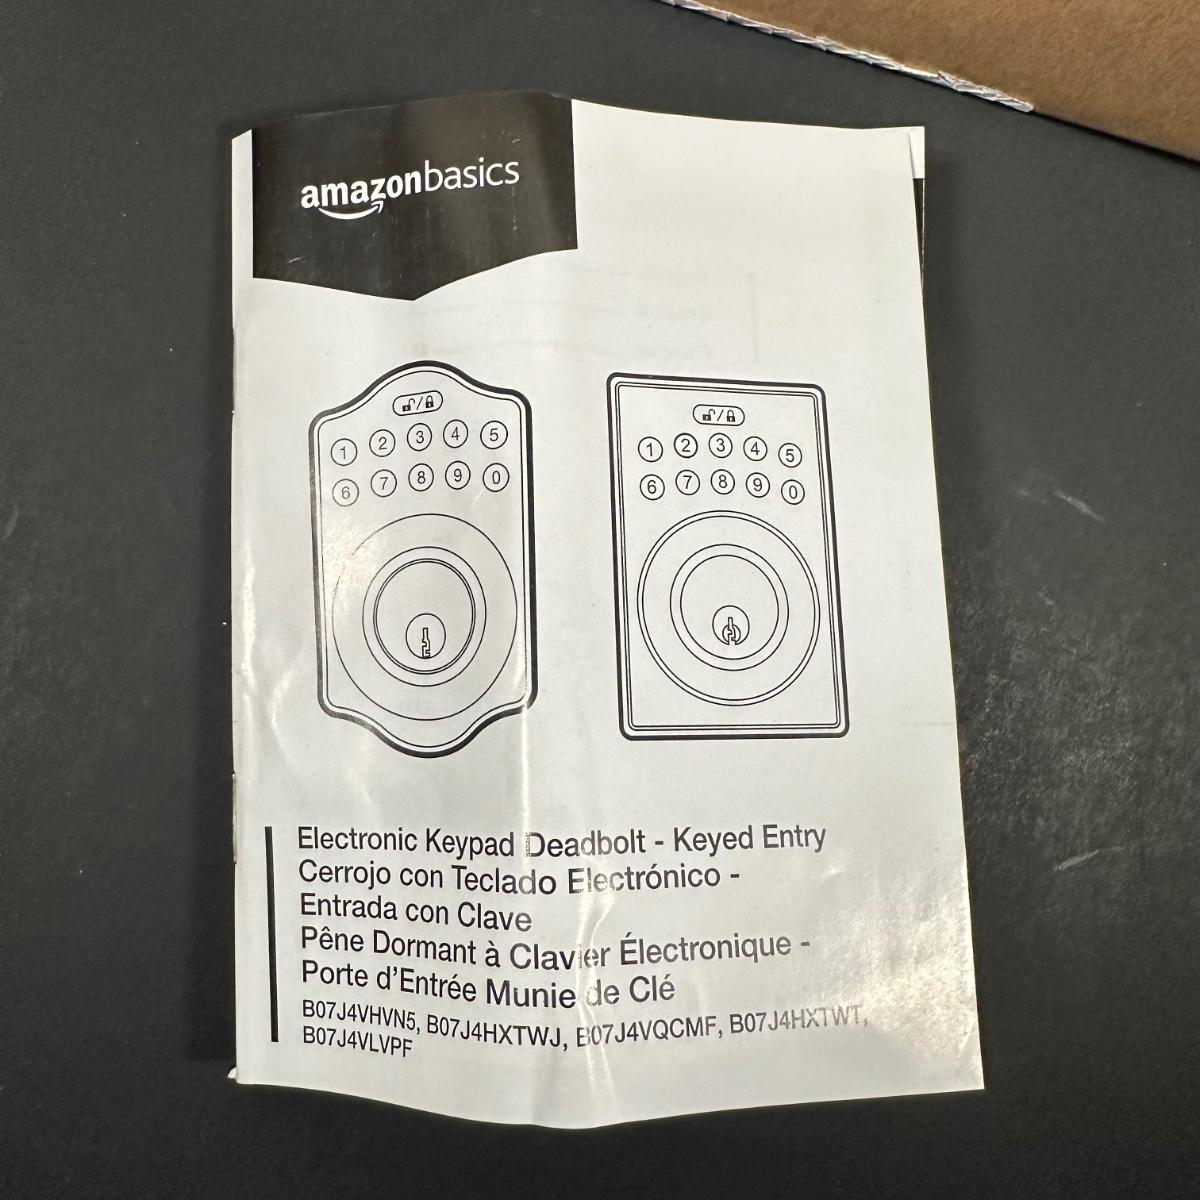 amazonbasics
1 2 3 4 5
6 7 8 9 0
1 2 3 4 5
6 7 8 9 0
Electronic Keypad Deadbolt - Keyed Entry
Cerrojo con Teclado Electrónico -
Entrada con Clave
Pêne Dormant à Clavier Électronique -
Porte d'Entrée Munie de Clé
B07J4VHVN5, B07J4HXTWJ, B07J4VQCMF, B07J4HXTWT,
B07J4VLVPF